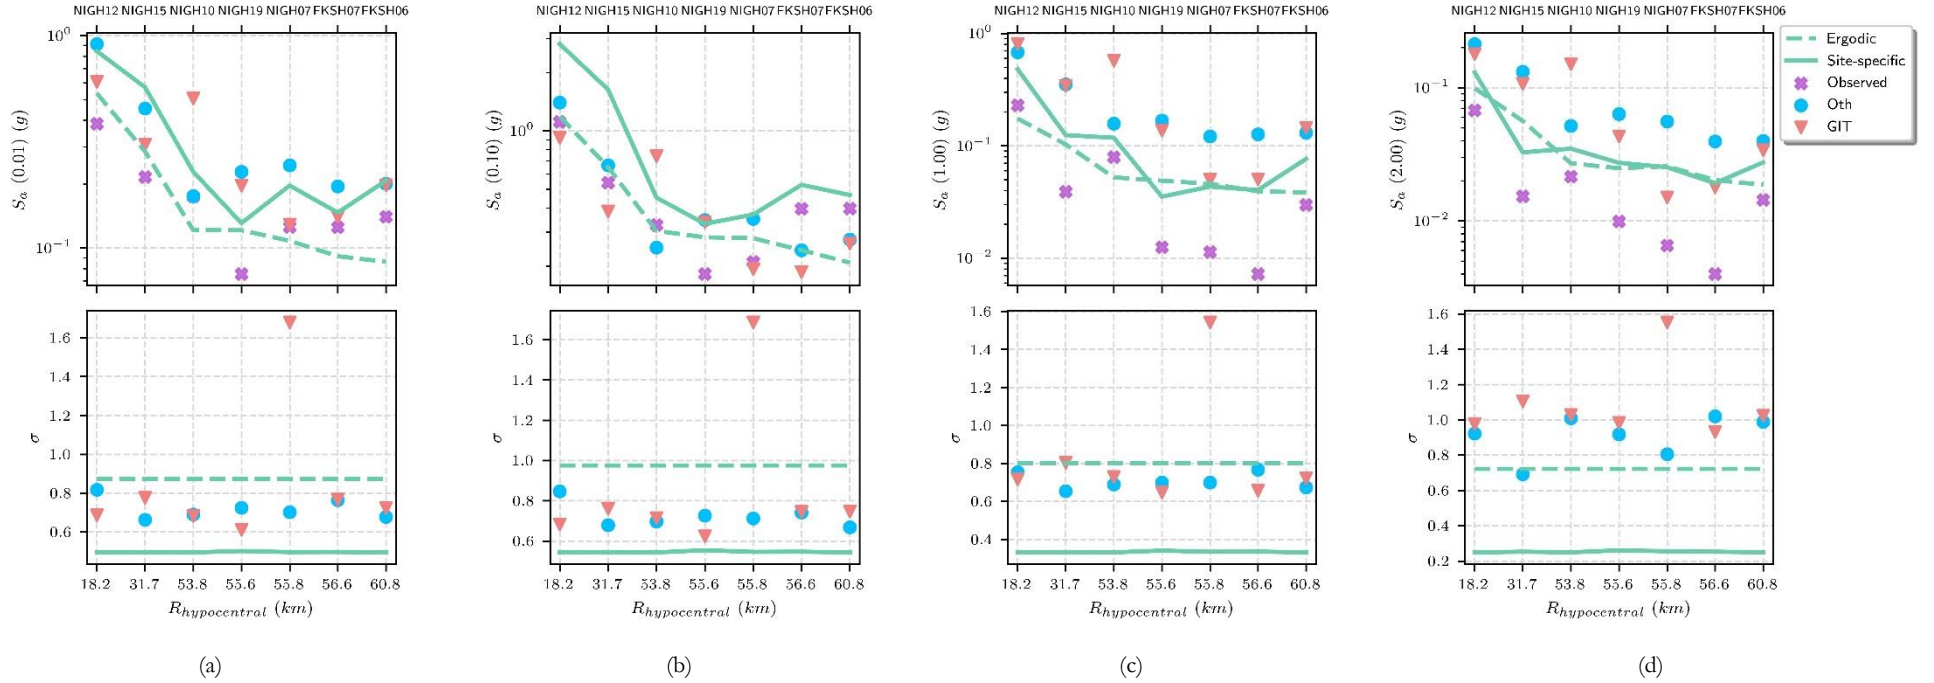 NIGH12 NIGH15 NIGH10 NIGH19 NIGH07 FKSH07 FKSH06
10^0
10^{-1}
S_a (0.01) (g)
1.6
1.4
1.2
1.0
0.8
0.6
σ
18.2 31.7 53.8 55.6 55.8 56.6 60.8
R_{hypocentral} (km)
(a)
NIGH12 NIGH15 NIGH10 NIGH19 NIGH07 FKSH07 FKSH06
10^0
S_a (0.10) (g)
1.6
1.4
1.2
1.0
0.8
0.6
σ
18.2 31.7 53.8 55.6 55.8 56.6 60.8
R_{hypocentral} (km)
(b)
NIGH12 NIGH15 NIGH10 NIGH19 NIGH07 FKSH07 FKSH06
10^0
10^{-1}
10^{-2}
S_a (1.00) (g)
1.6
1.4
1.2
1.0
0.8
0.6
0.4
σ
18.2 31.7 53.8 55.6 55.8 56.6 60.8
R_{hypocentral} (km)
(c)
NIGH12 NIGH15 NIGH10 NIGH19 NIGH07 FKSH07 FKSH06
10^{-1}
10^{-2}
S_a (2.00) (g)
1.6
1.4
1.2
1.0
0.8
0.6
0.4
0.2
σ
18.2 31.7 53.8 55.6 55.8 56.6 60.8
R_{hypocentral} (km)
(d)
Ergodic
Site-specific
Observed
Oth
GIT